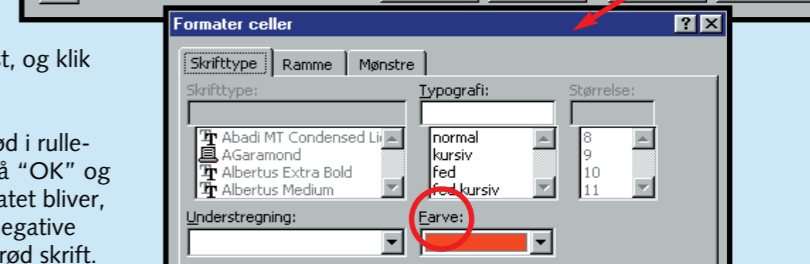 Formater celler
st, og klik
Skrifttype Ramme Mønstre
Skrifttype: Typografi: Størrelse:
Abadi MT Condensed Li normal 8
AGaramond kursiv 9
Albertus Extra Bold fed 10
Albertus Medium fed kursiv 11
ød i rulle-
å “OK” og
atet bliver,
egative
rød skrift.
Understregning: Farve: